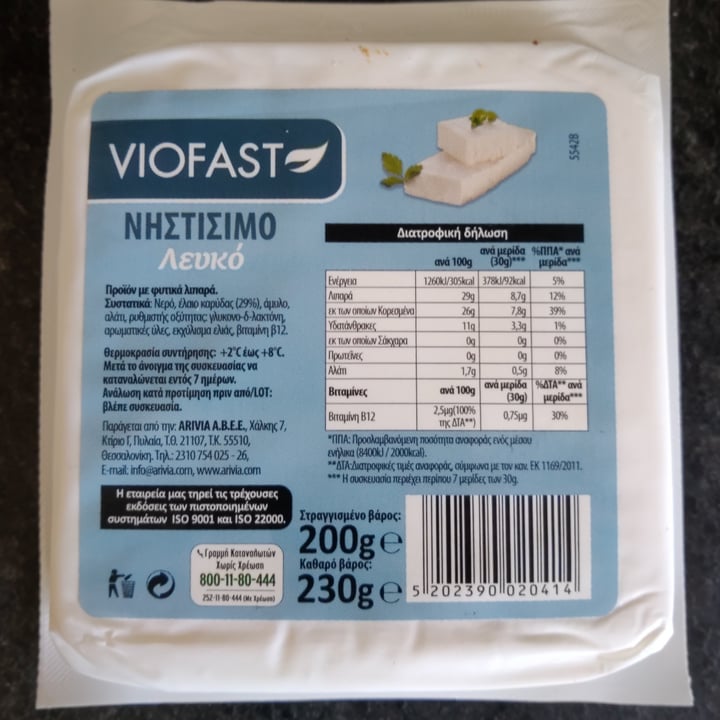 VIOFAST
55428
ΝΗΣΤΙΣΙΜΟ
Λευκό
Προϊόν με φυτικά λιπαρά.
Συστατικά: Νερό, έλαιο καρύδας (29%), άμυλο,
αλάτι, ρυθμιστής οξύτητας: γλυκονο-δ-λακτόνη,
αρωματικές ύλες, εκχύλισμα ελιάς, βιταμίνη β12.
Θερμοκρασία συντήρησης: +2°C έως +8°C.
Μετά το άνοιγμα της συσκευασίας να
καταναλώνεται εντός 7 ημέρων.
Ανάλωση κατά προτίμηση πριν από/LOT:
βλέπε συσκευασία.
Παράγεται από την: ARIVIA Α.Β.Ε.Ε., Χάλκης 7,
Κτίριο Γ, Πυλαία, Τ.Θ. 21107, Τ.Κ. 55510,
Θεσσαλονίκη. Τηλ.: 2310 754 025 - 26,
E-mail: info@arivia.com, www.arivia.com
Η εταιρεία μας τηρεί τις τρέχουσες
εκδόσεις των πιστοποιημένων
συστημάτων ISO 9001 και ISO 22000.
Γραμμή Καταναλωτών
Χωρίς Χρέωση
800-11-80-444
252-11-80-444 (Με Χρέωση)
Διατροφική δήλωση
ανά 100g ανά μερίδα (30g)*** %ΠΠΑ* ανά μερίδα***
Ενέργεια 1260kJ/305kcal 378kJ/92kcal 5%
Λιπαρά 29g 8,7g 12%
εκ των οποίων Κορεσμένα 26g 7,8g 39%
Υδατάνθρακες 11g 3,3g 1%
εκ των οποίων Σάκχαρα 0g 0g 0%
Πρωτεΐνες 0g 0g 0%
Αλάτι 1,7g 0,5g 8%
Βιταμίνες ανά 100g ανά μερίδα (30g) %ΔΤΑ** ανά μερίδα***
Βιταμίνη B12 2,5μg(100% της ΔΤΑ**) 0,75μg 30%
*ΠΠΑ: Προσλαμβανόμενη ποσότητα αναφοράς ενός μέσου
ενήλικα (8400kJ / 2000kcal).
**ΔΤΑ:Διατροφικές τιμές αναφοράς, σύμφωνα με τον καν. ΕΚ 1169/2011.
*** Η συσκευασία περιέχει περίπου 7 μερίδες των 30g.
Στραγγισμένο βάρος:
200g e
Καθαρό βάρος:
230g e
5 202390 020414